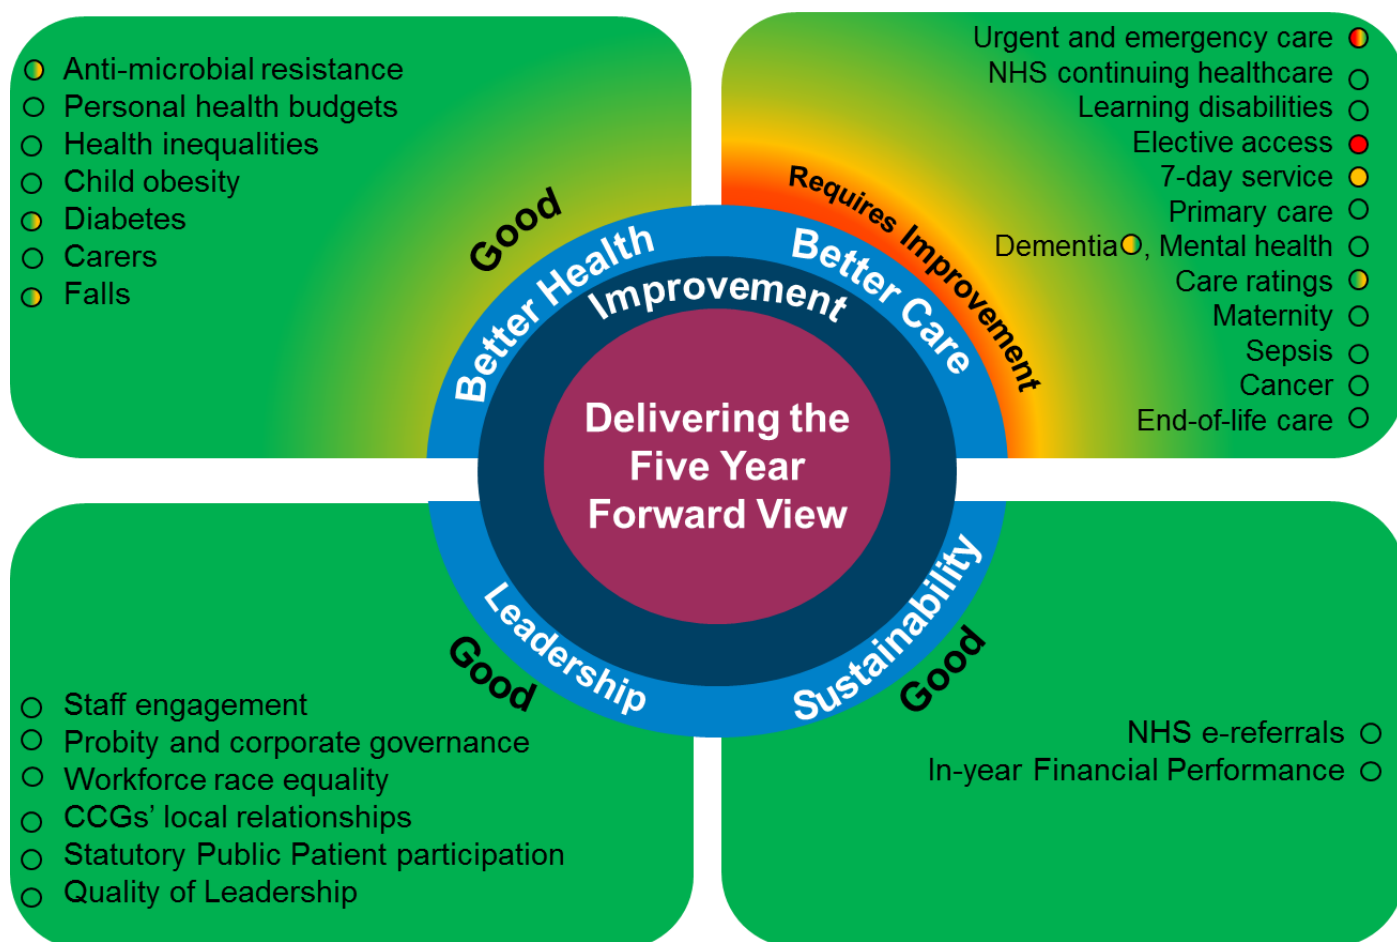 Anti-microbial resistance
Personal health budgets
Health inequalities
Child obesity
Diabetes
Carers
Falls
Good
Better Health
Urgent and emergency care
NHS continuing healthcare
Learning disabilities
Elective access
7-day service
Primary care
Dementia , Mental health
Care ratings
Maternity
Sepsis
Cancer
End-of-life care
Requires Improvement
Better Care
Improvement
Delivering the
Five Year
Forward View
Leadership
Good
Staff engagement
Probity and corporate governance
Workforce race equality
CCGs’ local relationships
Statutory Public Patient participation
Quality of Leadership
Sustainability
Good
NHS e-referrals
In-year Financial Performance